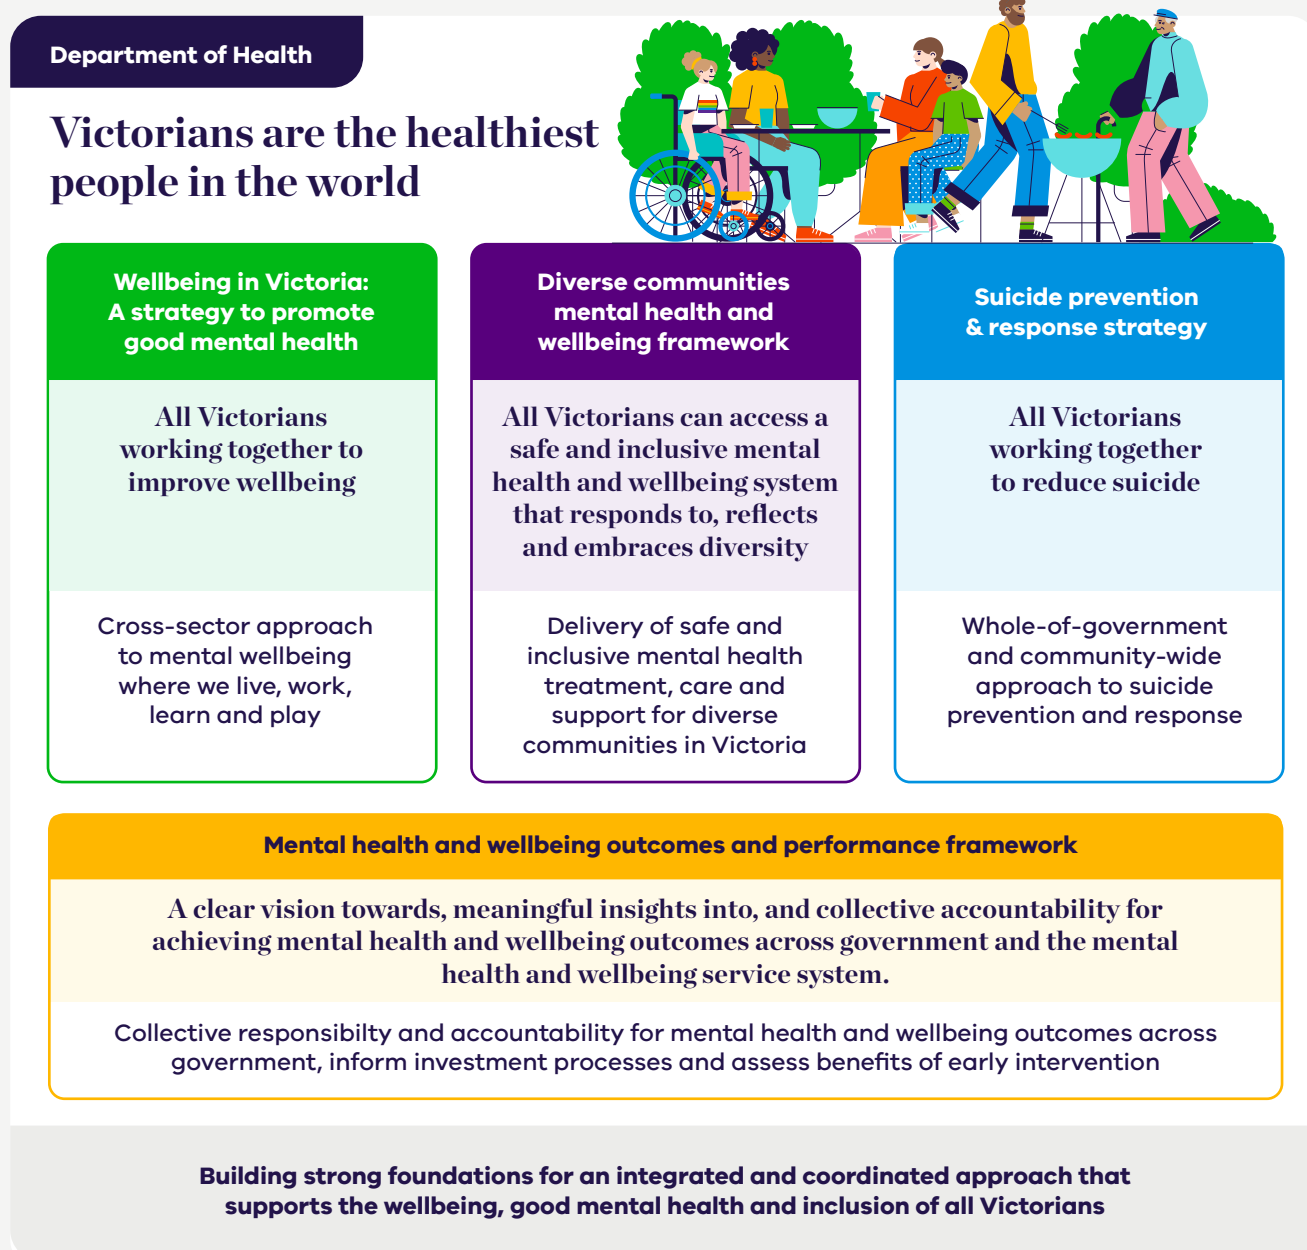 Department of Health
Victorians are the healthiest
people in the world
Wellbeing in Victoria:
A strategy to promote
good mental health
All Victorians
working together to
improve wellbeing
Cross-sector approach
to mental wellbeing
where we live, work,
learn and play
Diverse communities
mental health and
wellbeing framework
All Victorians can access a
safe and inclusive mental
health and wellbeing system
that responds to, reflects
and embraces diversity
Delivery of safe and
inclusive mental health
treatment, care and
support for diverse
communities in Victoria
Suicide prevention
& response strategy
All Victorians
working together
to reduce suicide
Whole-of-government
and community-wide
approach to suicide
prevention and response
Mental health and wellbeing outcomes and performance framework
A clear vision towards, meaningful insights into, and collective accountability for
achieving mental health and wellbeing outcomes across government and the mental
health and wellbeing service system.
Collective responsibilty and accountability for mental health and wellbeing outcomes across
government, inform investment processes and assess benefits of early intervention
Building strong foundations for an integrated and coordinated approach that
supports the wellbeing, good mental health and inclusion of all Victorians